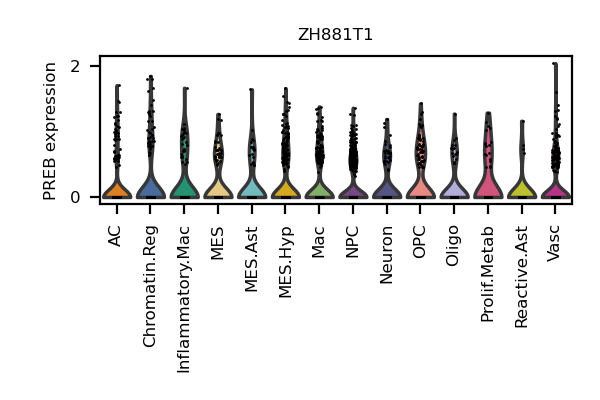 ZH881T1
PREB expression
2
0
AC
Chromatin.Reg
Inflammatory.Mac
MES
MES.Ast
MES.Hyp
Mac
NPC
Neuron
OPC
Oligo
Prolif.Metab
Reactive.Ast
Vasc